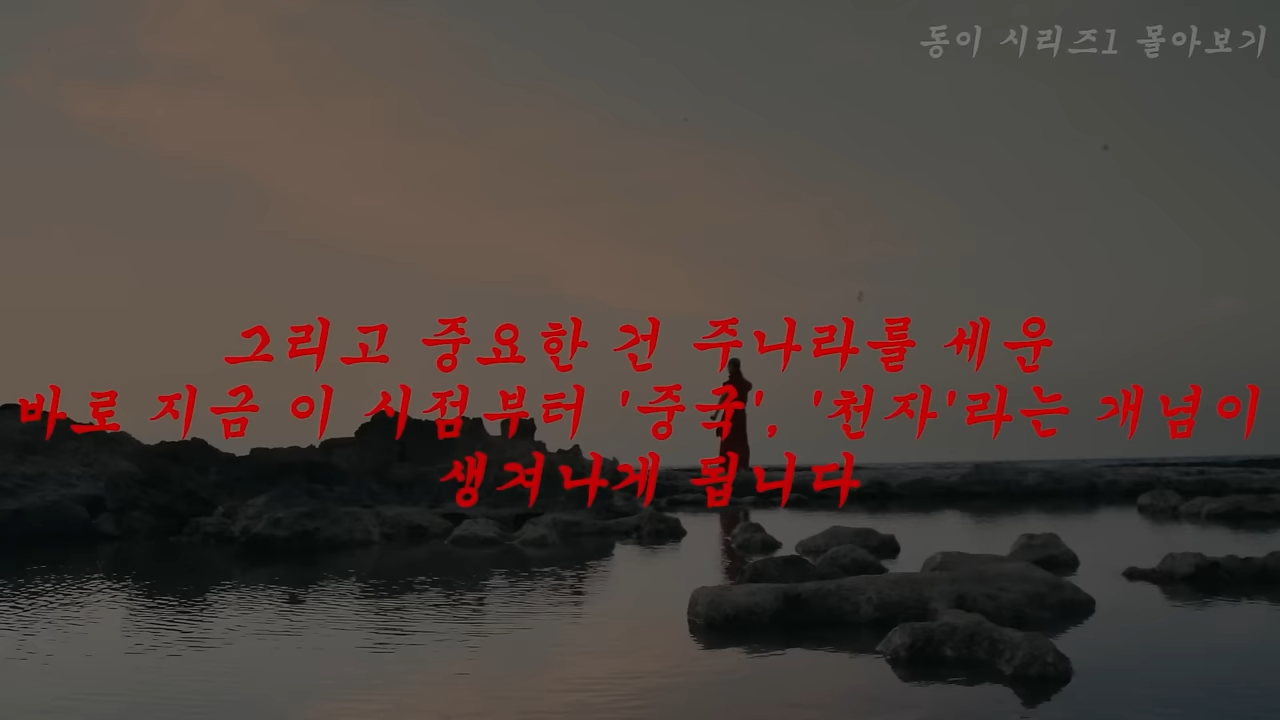 동이 시리즈1 몰아보기
그리고 중요한 건 주나라를 세운
바로 지금 이 시점부터 '중국', '천자'라는 개념이
생겨나게 됩니다